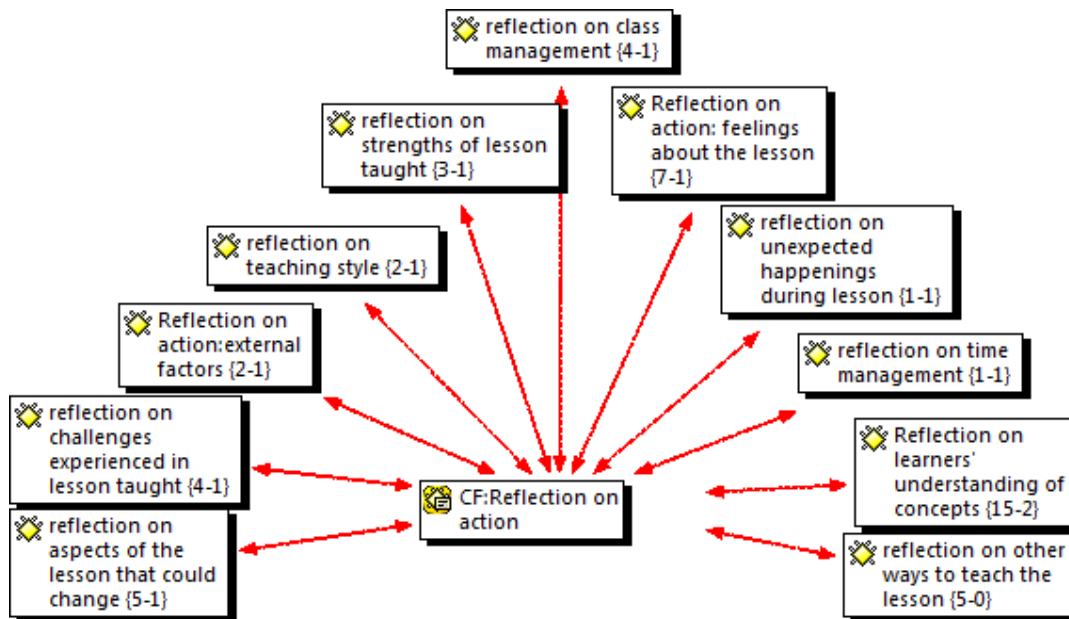 reflection on class
management {4-1}
reflection on
strengths of lesson
taught {3-1}
Reflection on
action: feelings
about the lesson
{7-1}
reflection on
teaching style {2-1}
reflection on
unexpected
happenings
during lesson {1-1}
Reflection on
action:external
factors {2-1}
reflection on time
management {1-1}
reflection on
challenges
experienced in
lesson taught {4-1}
Reflection on
learners'
understanding of
concepts {15-2}
CF:Reflection on
action
reflection on
aspects of the
lesson that could
change {5-1}
reflection on other
ways to teach the
lesson {5-0}